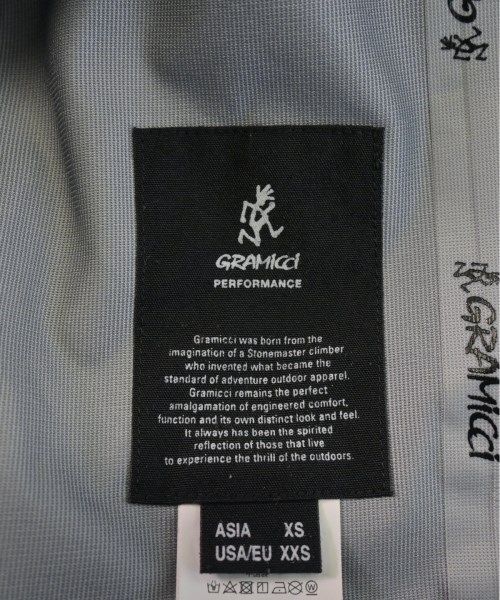 GRAMICCI
PERFORMANCE
Gramicci was born from the
imagination of a Stonemaster climber
who invented what became the
standard of adventure outdoor apparel.
Gramicci remains the perfect
amalgamation of engineered comfort,
function and its own distinct look and feel.
It always has been the spirited
reflection of those that live
to experience the thrill of the outdoors.
ASIA XS
USA/EU XXS
G
GRAMICCI